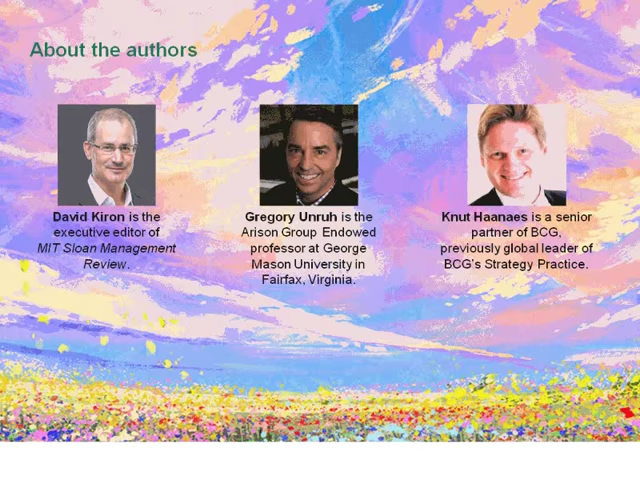 About the authors
David Kiron is the
executive editor of
MIT Sloan Management
Review.
Gregory Unruh is the
Arison Group Endowed
professor at George
Mason University in
Fairfax, Virginia.
Knut Haanaes is a senior
partner of BCG,
previously global leader of
BCG's Strategy Practice.